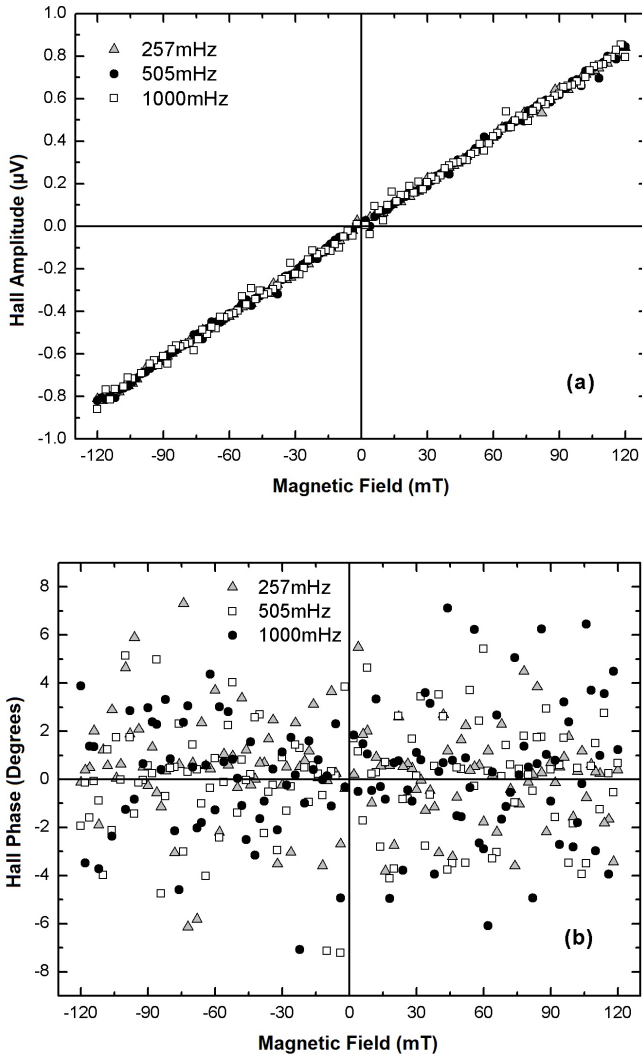 1.0
0.8
0.6
0.4
0.2
0.0
-0.2
-0.4
-0.6
-0.8
-1.0
Hall Amplitude (µV)
257mHz
505mHz
1000mHz
(a)
-120 -90 -60 -30 0 30 60 90 120
Magnetic Field (mT)
8
6
4
2
0
-2
-4
-6
-8
Hall Phase (Degrees)
257mHz
505mHz
1000mHz
(b)
-120 -90 -60 -30 0 30 60 90 120
Magnetic Field (mT)